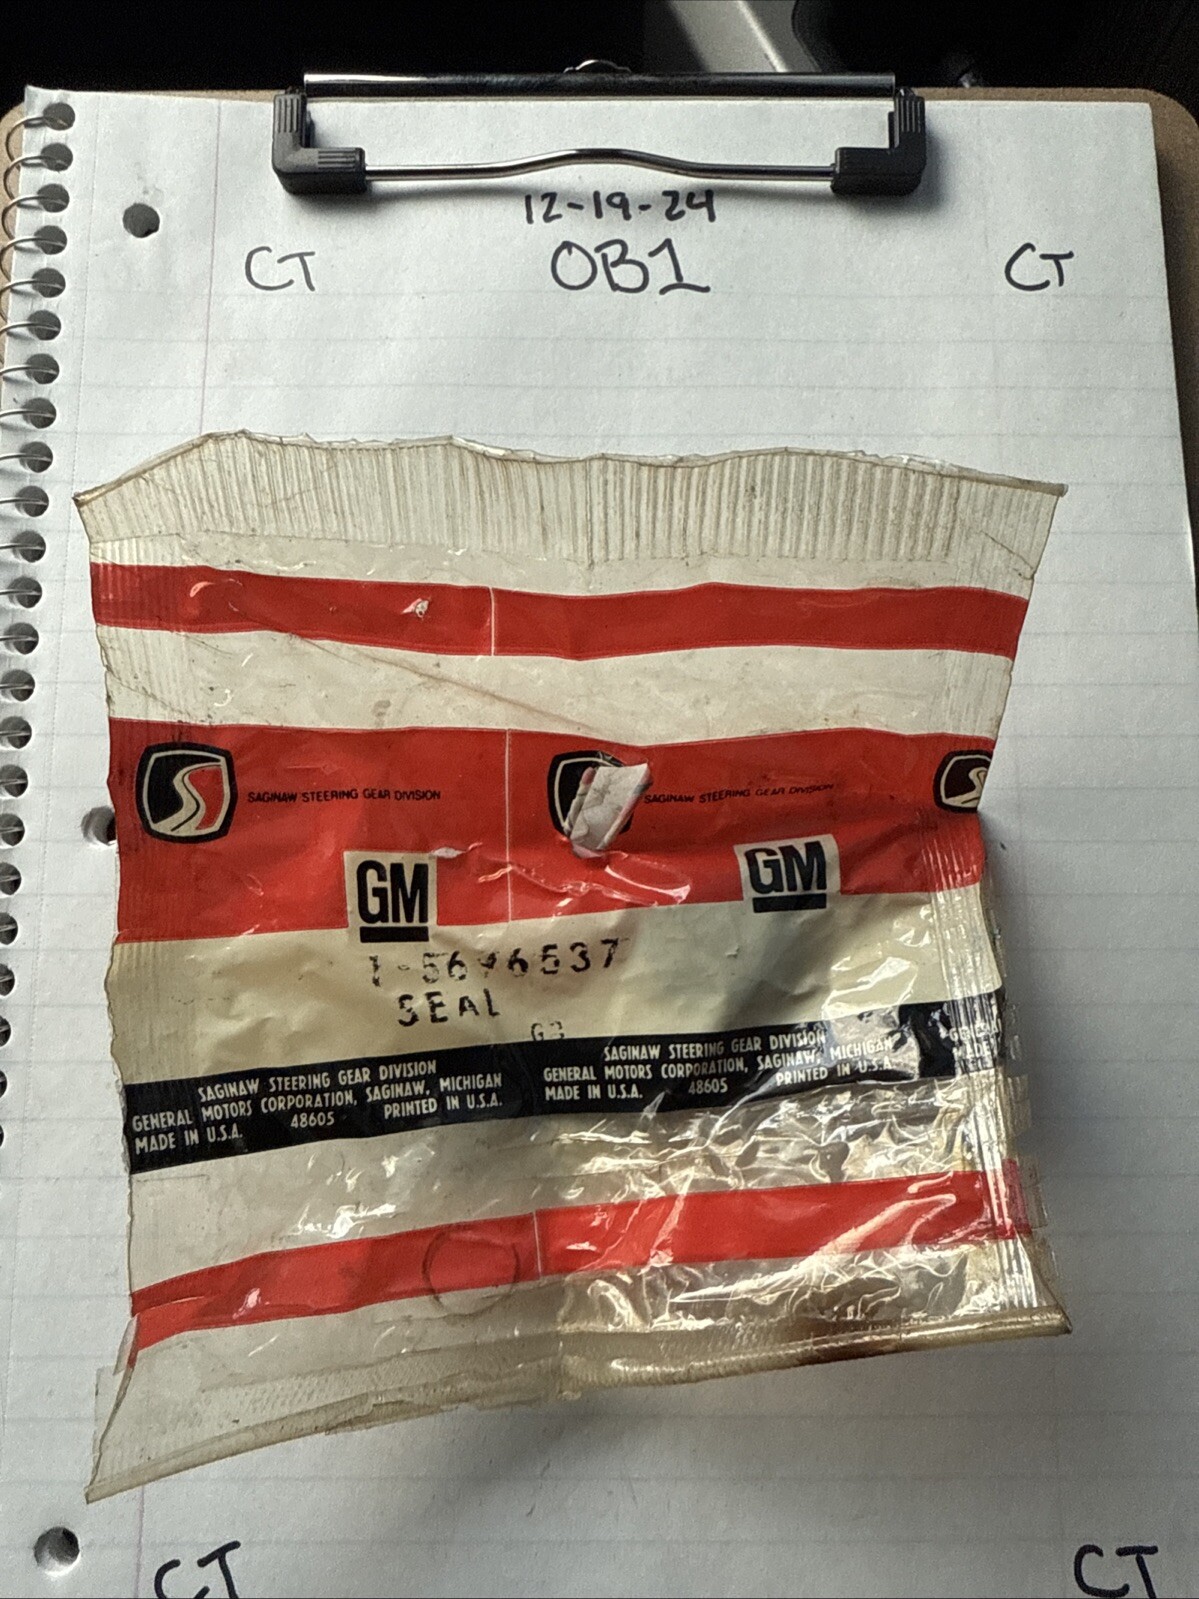 12-19-24
CT OB1 CT
SAGINAW STEERING GEAR DIVISION
SAGINAW STEERING GEAR DIVISION
GM
GM
SEAL
SAGINAW STEERING GEAR DIVISION
GENERAL MOTORS CORPORATION, SAGINAW, MICHIGAN
MADE IN U.S.A. 48605 PRINTED IN U.S.A.
SAGINAW STEERING GEAR DIVISION
GENERAL MOTORS CORPORATION, SAGINAW, MICHIGAN
MADE IN U.S.A. 48605 PRINTED IN U.S.A.
CT CT